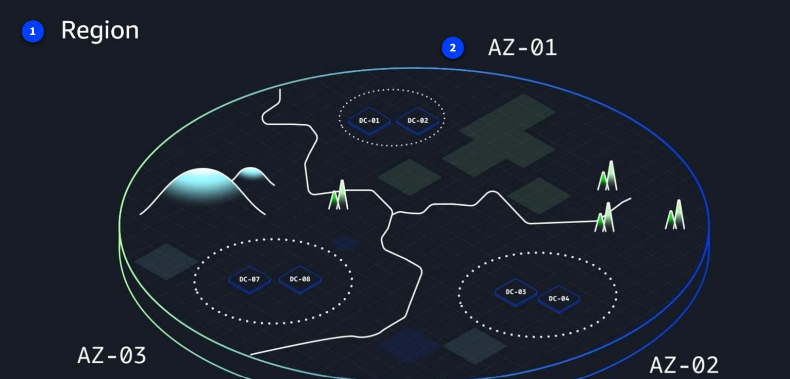 1 Region
2 AZ-01
DC-01 DC-02
DC-07 DC-08
DC-03 DC-04
AZ-03
AZ-02